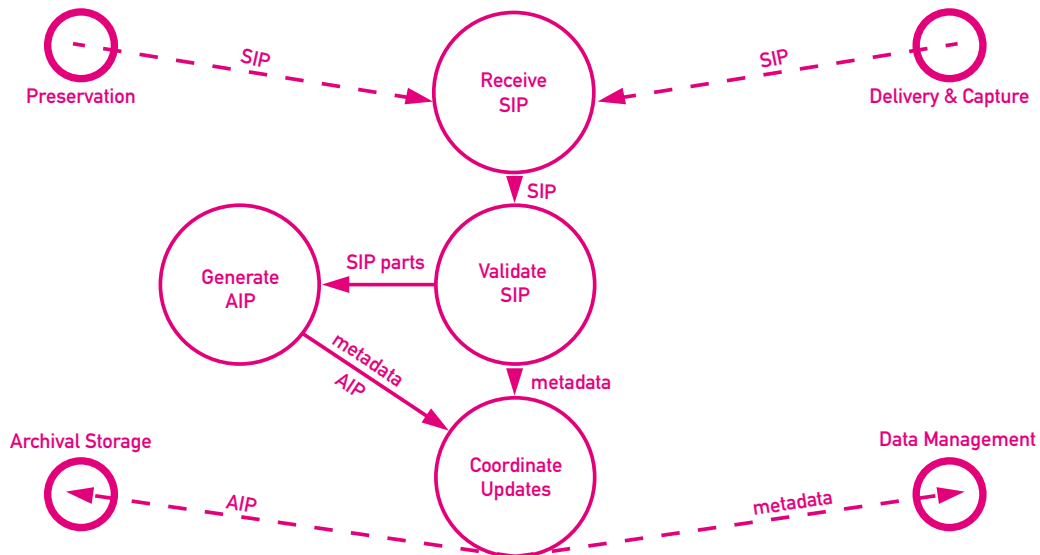 SIP
SIP
Receive
SIP
Preservation
Delivery & Capture
SIP
SIP parts
Generate
AIP
Validate
SIP
metadata
AIP
metadata
Archival Storage
Data Management
Coordinate
Updates
AIP
metadata